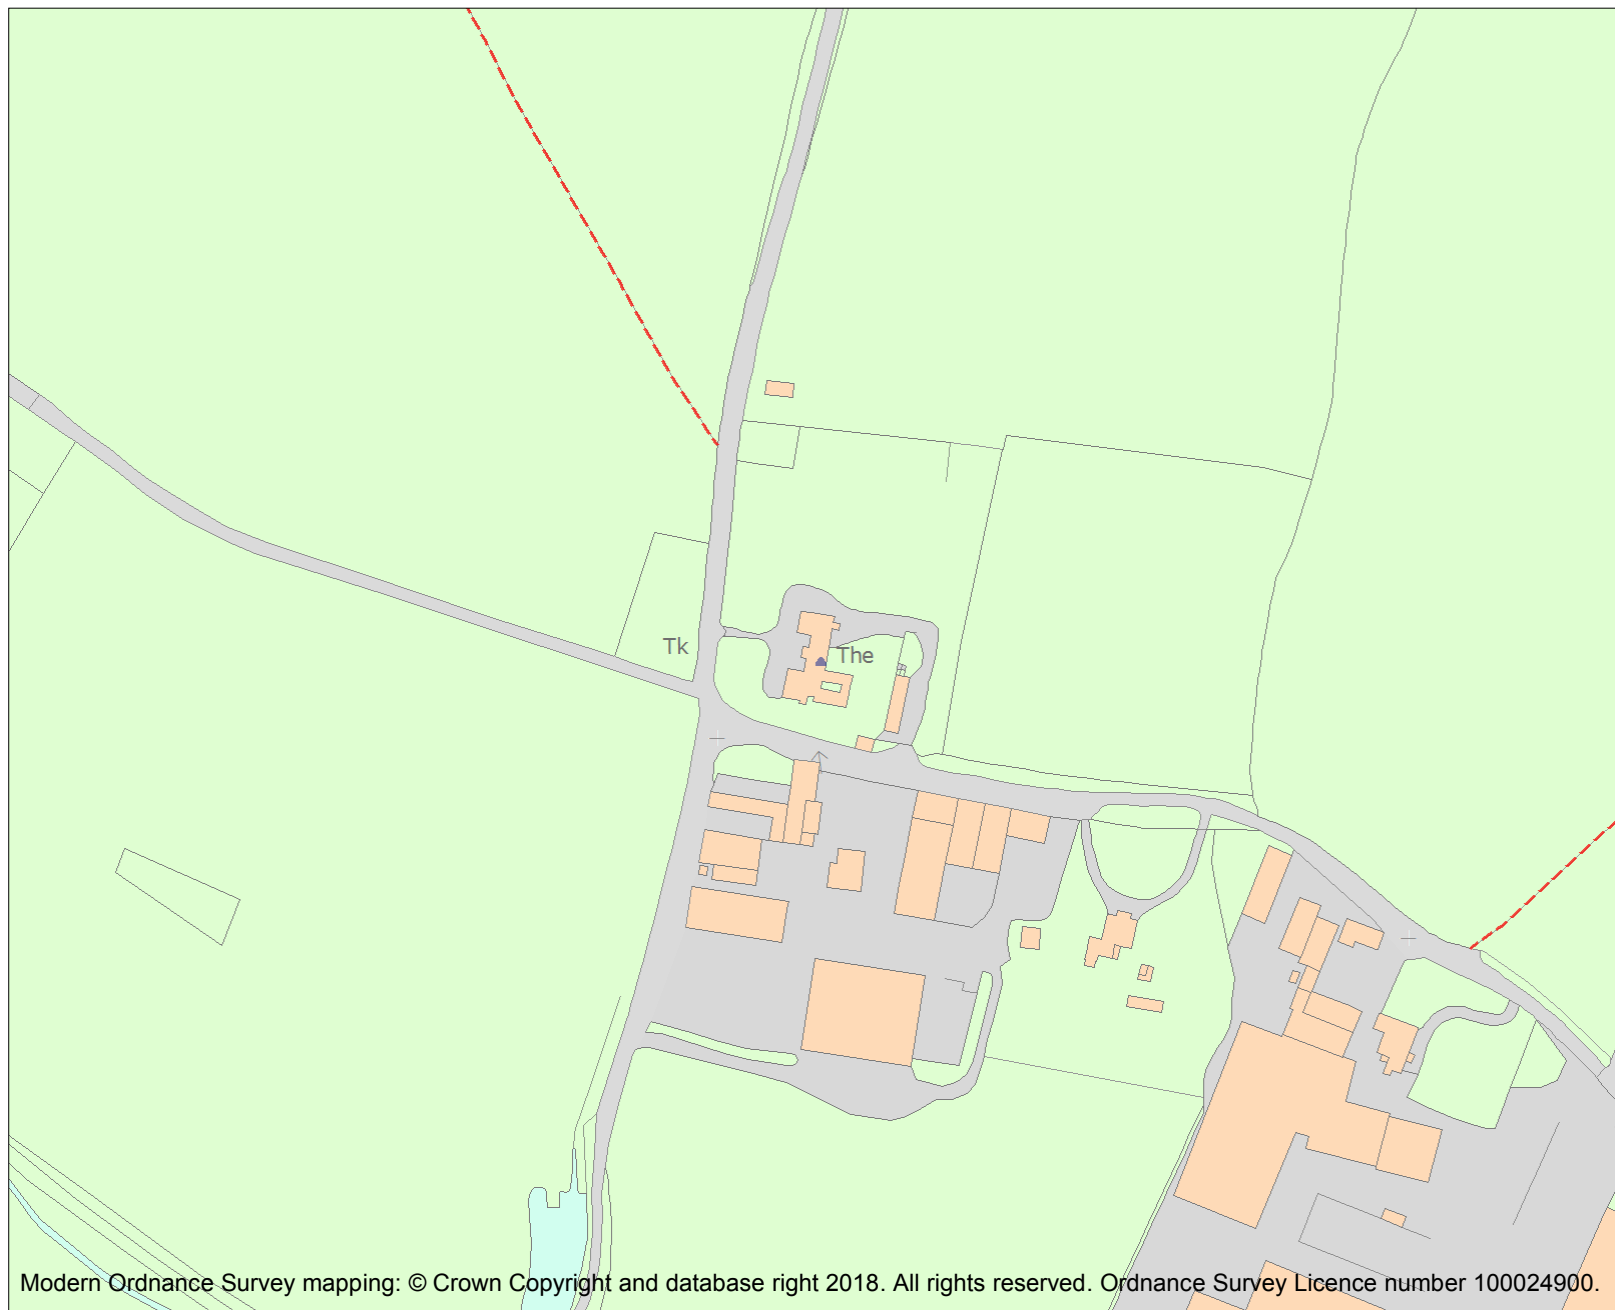 Tk
The
Modern Ordnance Survey mapping: © Crown Copyright and database right 2018. All rights reserved. Ordnance Survey Licence number 100024900.